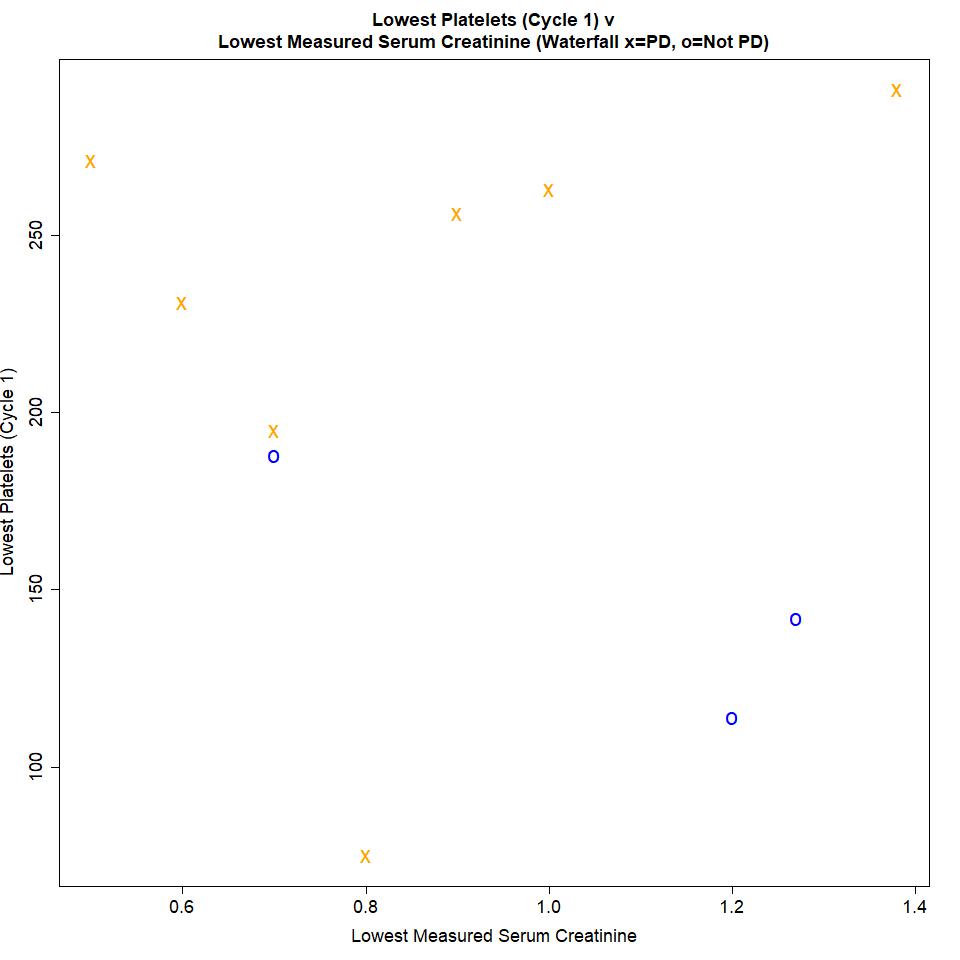 Lowest Platelets (Cycle 1) v
Lowest Measured Serum Creatinine (Waterfall x=PD, o=Not PD)
Lowest Platelets (Cycle 1)
250
200
150
100
X
X
X
X
X
X
O
O
O
X
0.6
0.8
1.0
1.2
1.4
Lowest Measured Serum Creatinine